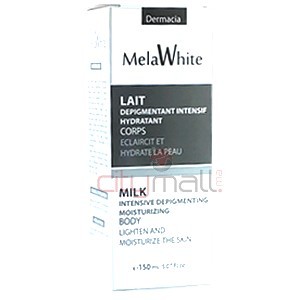 Dermacia
MelaWhite
LAIT
DEPIGMENTANT INTENSIF
HYDRATANT
CORPS
ECLAIRCIT ET
HYDRATE LA PEAU
citymall
MILK
INTENSIVE DEPIGMENTING
MOISTURIZING
BODY
LIGHTEN AND
MOISTURIZE THE SKIN
e-150 ml